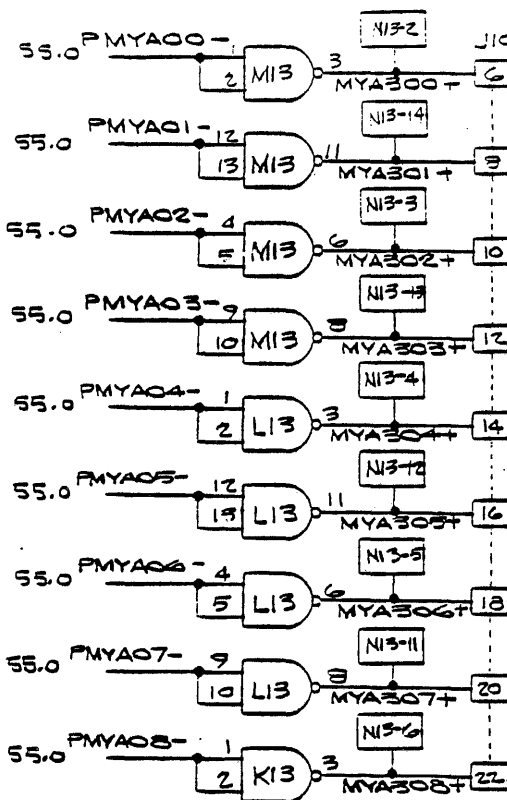 N13-2
55.0 PMYA00- 1 3 J10
2 M13 MYA300+ 6
N13-14
55.0 PMYA01- 12 11
13 M13 MYA301+ 8
N13-3
55.0 PMYA02- 4 6
5 M13 MYA302+ 10
N13-13
55.0 PMYA03- 9 8
10 M13 MYA303+ 12
N13-4
55.0 PMYA04- 1 3
2 L13 MYA304+ 14
N13-12
55.0 PMYA05- 12 11
13 L13 MYA305+ 16
N13-5
55.0 PMYA06- 4 6
5 L13 MYA306+ 18
N13-11
55.0 PMYA07- 9 8
10 L13 MYA307+ 20
N13-6
55.0 PMYA08- 1 3
2 K13 MYA308+ 22